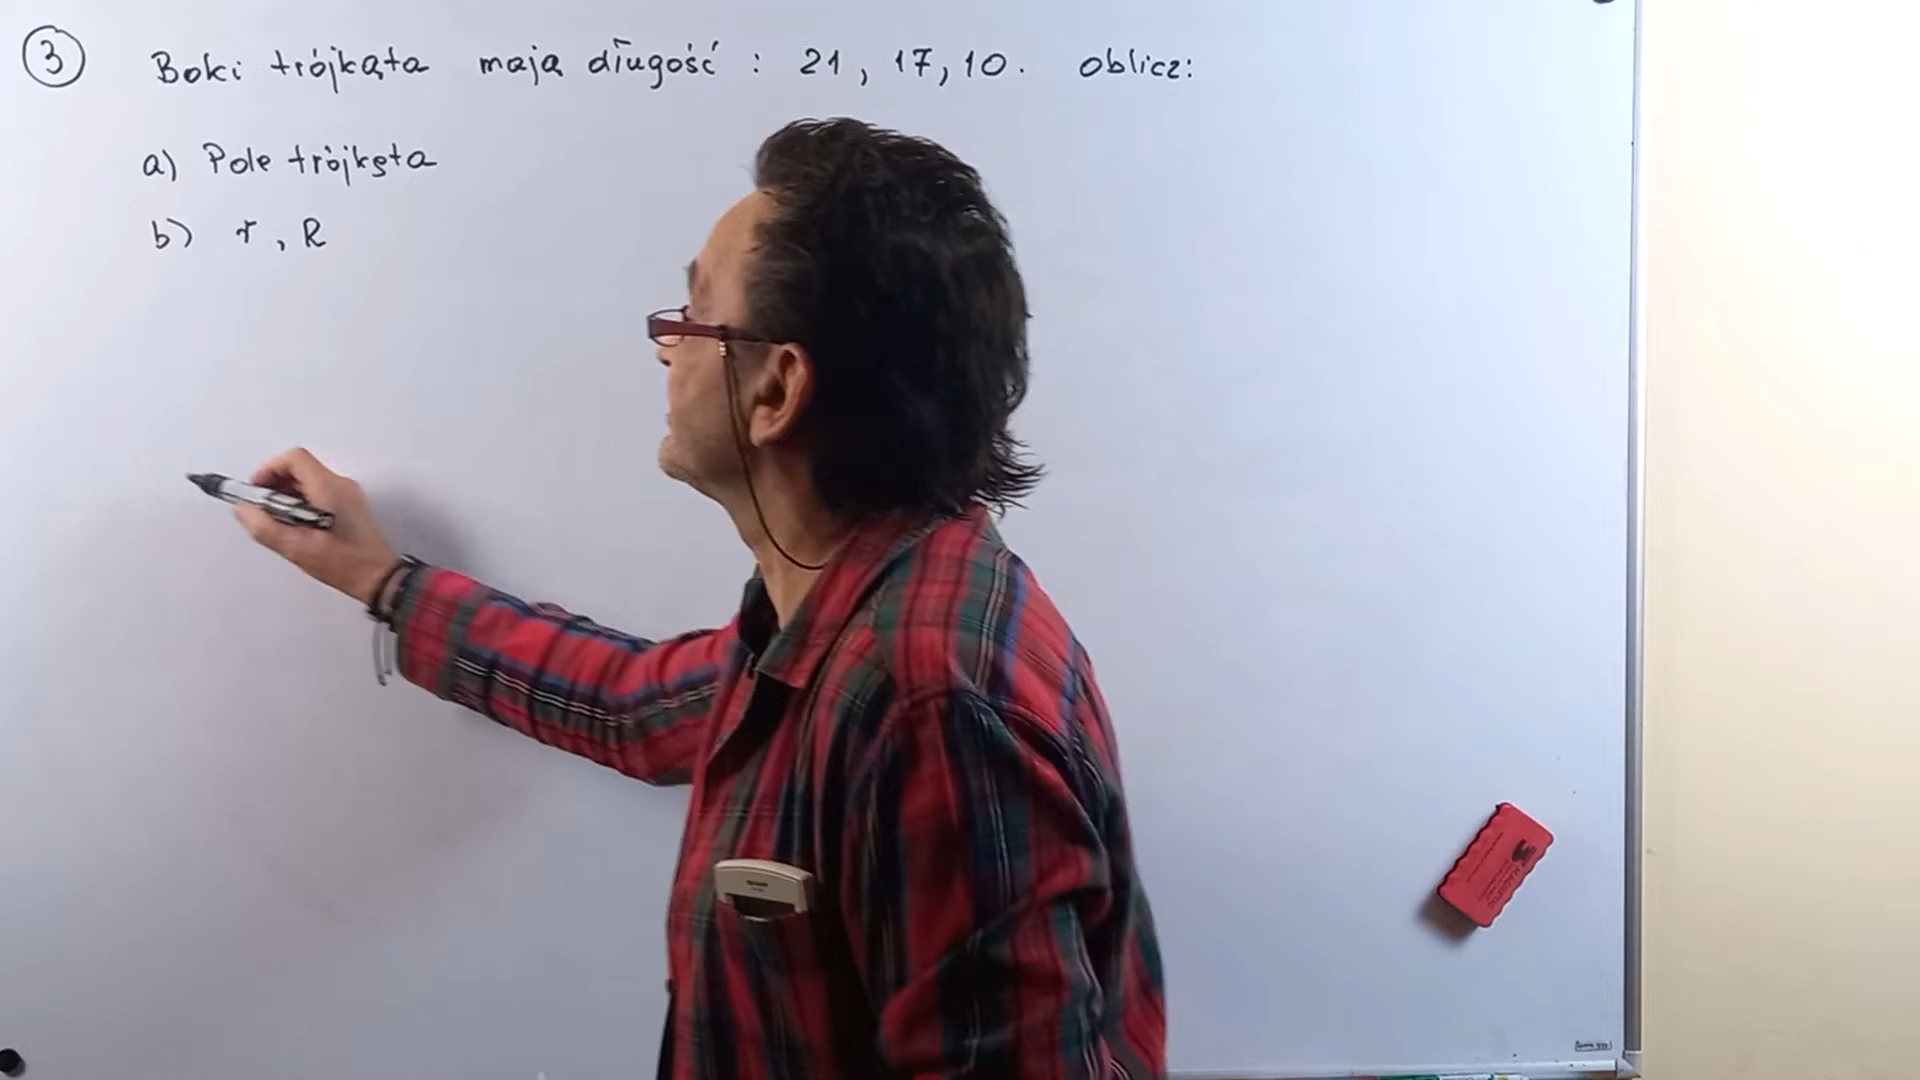 3 Boki trójkąta mają długość : 21, 17, 10. oblicz:
a) Pole trójkąta
b) r, R